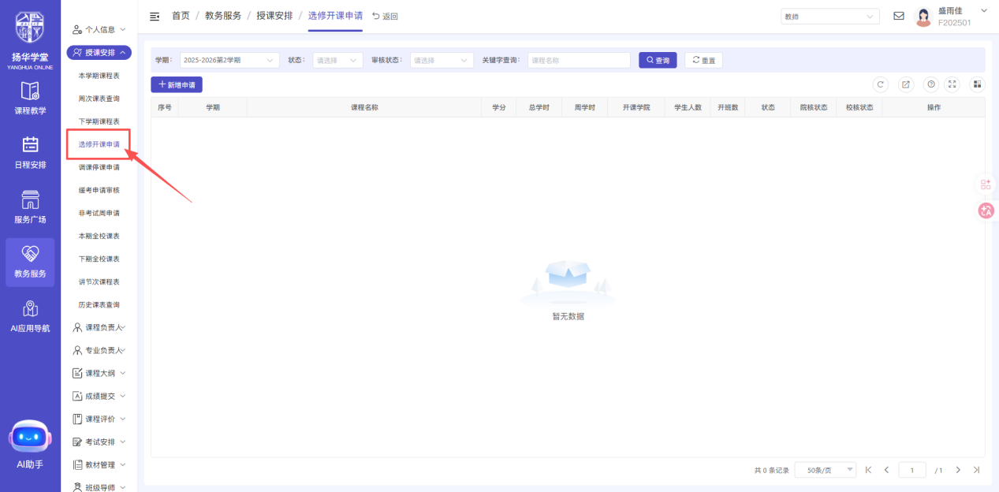 扬华学堂
YANGHUA ONLINE
课程教学
日程安排
服务广场
教务服务
AI应用导航
AI助手
个人信息
授课安排
本学期课程表
周次课表查询
下学期课程表
选修开课申请
调课停课申请
缓考申请审核
非考试周申请
本期全校课表
下期全校课表
讲节次课程表
历史课表查询
课程负责人
专业负责人
课程大纲
成绩提交
课程评价
考试安排
教材管理
班级导师
首页 / 教务服务 / 授课安排 / 选修开课申请 返回
教师
盛雨佳
F202501
学期： 2025-2026第2学期 状态： 请选择 审核状态： 请选择 关键字查询： 课程名称 查询 重置
新增申请
序号 学期 课程名称 学分 总学时 周学时 开课学院 学生人数 开班数 状态 院核状态 校核状态 操作
暂无数据
共 0 条记录 50条/页 1 / 1